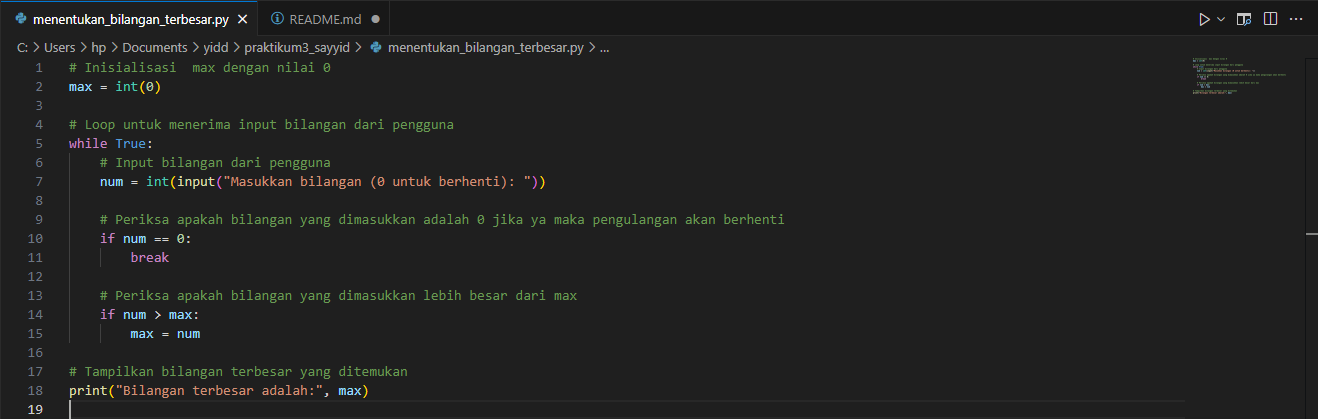 menentukan_bilangan_terbesar.py README.md
C: > Users > hp > Documents > yidd > praktikum3_sayyid > menentukan_bilangan_terbesar.py > ...
1 # Inisialisasi  max dengan nilai 0
2 max = int(0)
3
4 # Loop untuk menerima input bilangan dari pengguna
5 while True:
6     # Input bilangan dari pengguna
7     num = int(input("Masukkan bilangan (0 untuk berhenti): "))
8
9     # Periksa apakah bilangan yang dimasukkan adalah 0 jika ya maka pengulangan akan berhenti
10     if num == 0:
11         break
12
13     # Periksa apakah bilangan yang dimasukkan lebih besar dari max
14     if num > max:
15         max = num
16
17 # Tampilkan bilangan terbesar yang ditemukan
18 print("Bilangan terbesar adalah:", max)
19